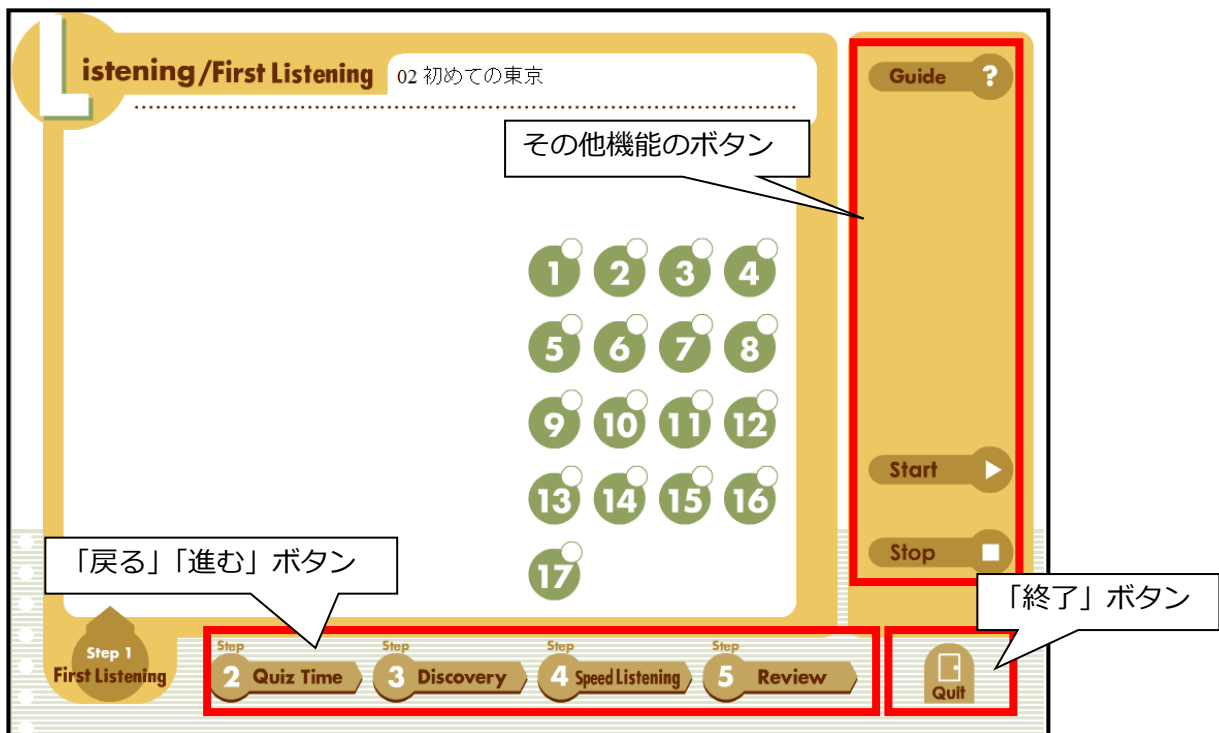 Listening/First Listening 02 初めての東京
Guide ?
その他機能のボタン
1 2 3 4
5 6 7 8
9 10 11 12
13 14 15 16
17
Start
Stop
「戻る」「進む」ボタン
「終了」ボタン
Step 1
First Listening
Step
2 Quiz Time
Step
3 Discovery
Step
4 Speed Listening
Step
5 Review
Quit